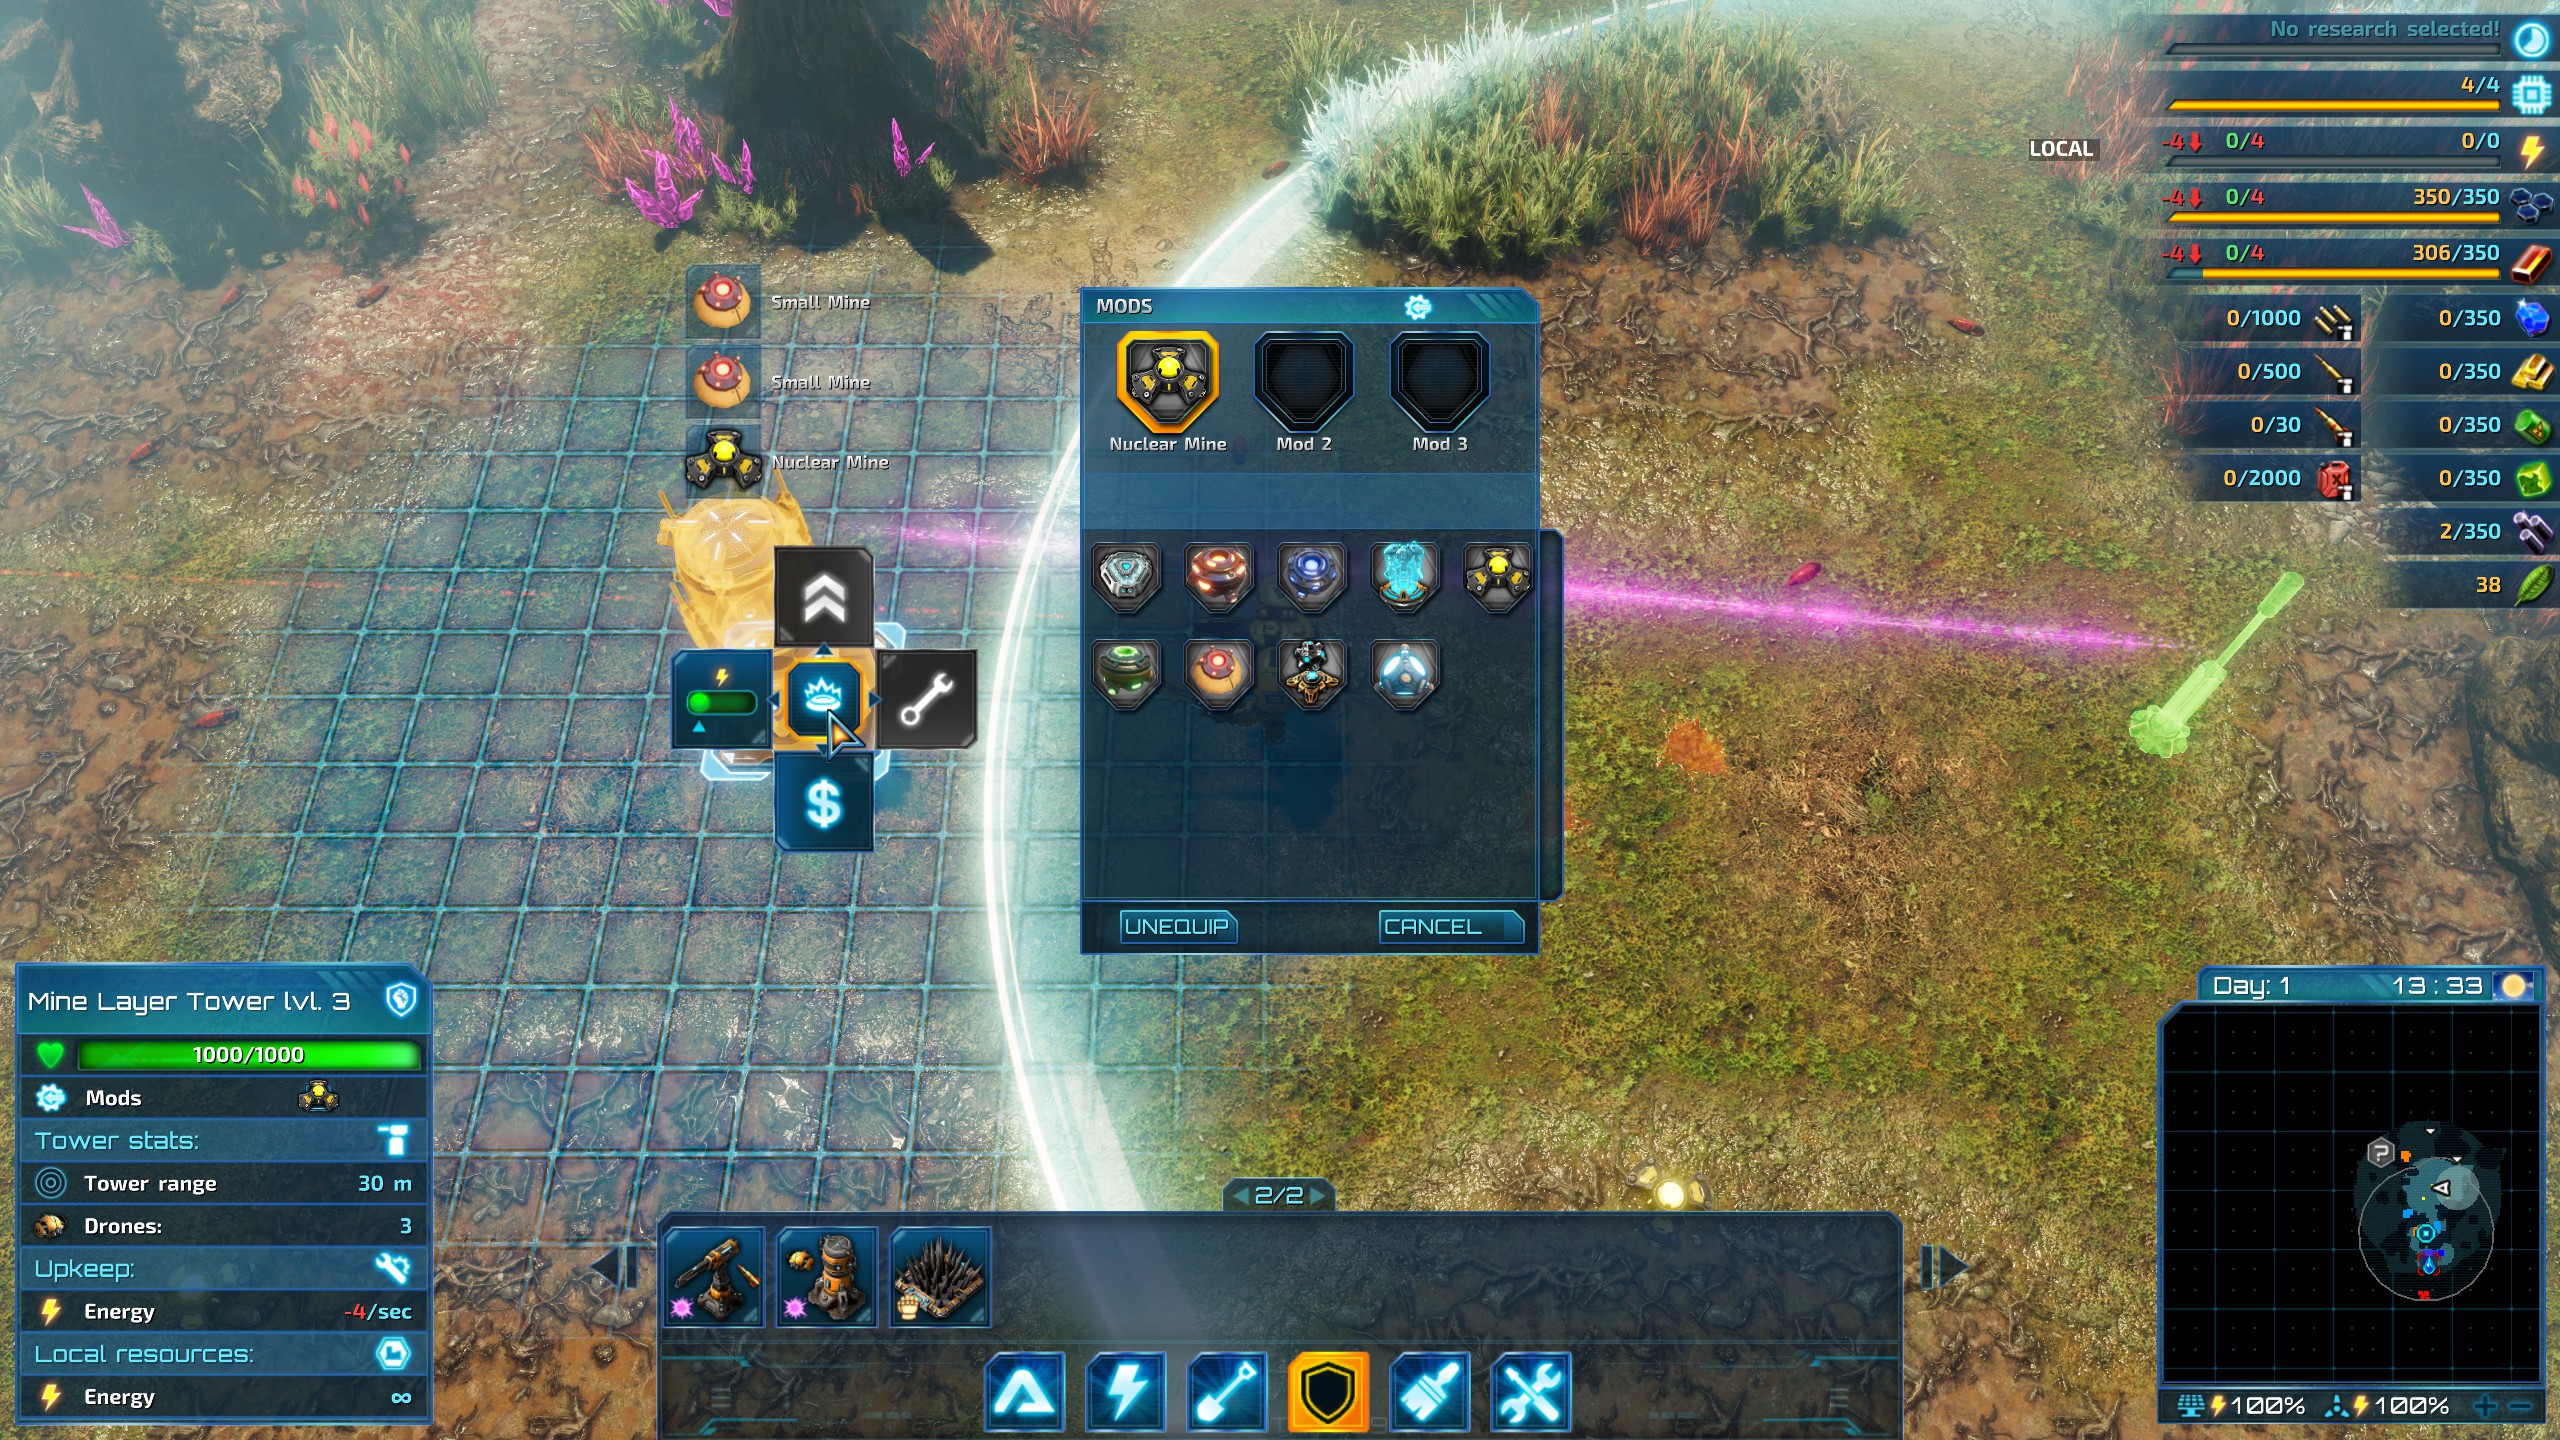 No research selected!
4/4
LOCAL
-4 0/4 0/0
-4 0/4 350/350
-4 0/4 306/350
0/1000 0/350
0/500 0/350
0/30 0/350
0/2000 0/350
2/350
38
Small Mine
Small Mine
Nuclear Mine
MODS
Nuclear Mine Mod 2 Mod 3
UNEQUIP CANCEL
$
Mine Layer Tower lvl. 3
1000/1000
Mods
Tower stats:
Tower range 30 m
Drones: 3
Upkeep:
Energy -4/sec
Local resources:
Energy ∞
2/2
Day: 1 13:33
?
100% 100%